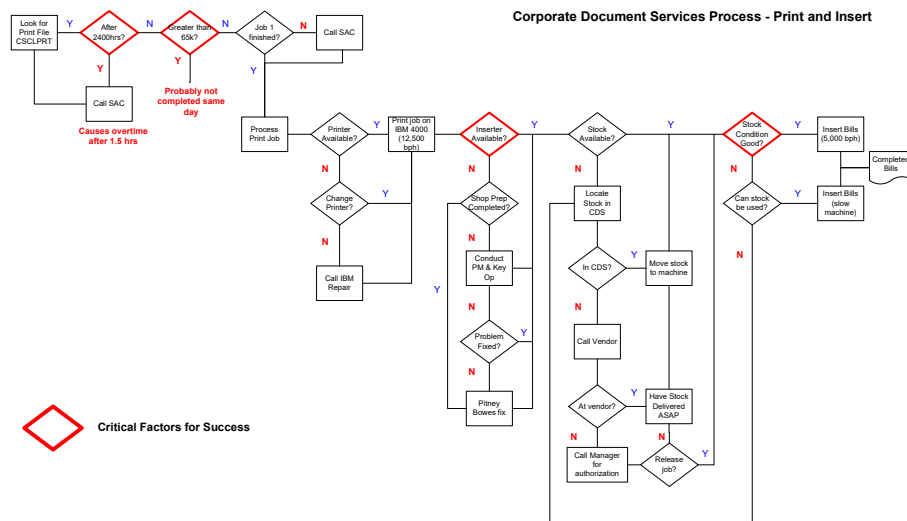 Corporate Document Services Process - Print and Insert
Look for
Print File
CSCLPRT
Y
After
2400hrs?
N
Greater than
65k?
N
Job 1
finished?
N
Call SAC
Y
Y
Y
Call SAC
Causes overtime
after 1.5 hrs
Probably not
completed same
day
Process
Print Job
Printer
Available?
Y
Print job on
IBM 4000
(12,500
bph)
Inserter
Available?
Y
Stock
Available?
Y
Stock
Condition
Good?
Y
Insert Bills
(5,000 bph)
Completed
Bills
N
Change
Printer?
Y
N
Call IBM
Repair
N
Shop Prep
Completed?
N
Conduct
PM & Key
Op
Y
N
Problem
Fixed?
Y
N
Pitney
Bowes fix
N
Locate
Stock in
CDS
In CDS?
Y
Move stock
to machine
N
Call Vendor
At vendor?
Y
Have Stock
Delivered
ASAP
N
Call Manager
for
authorization
N
Release
job?
Y
N
Can stock
be used?
Y
Insert Bills
(slow
machine)
N
Critical Factors for Success